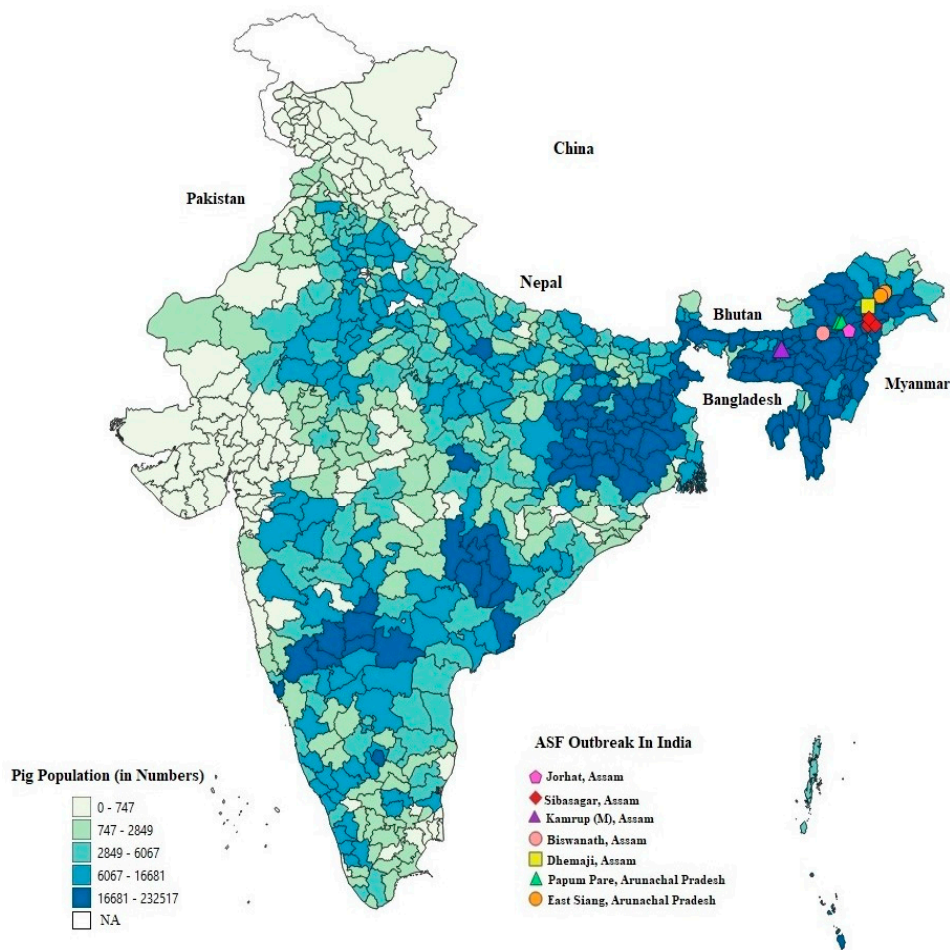 China
Pakistan
Nepal
Bhutan
Myanmar
Bangladesh
ASF Outbreak In India
Jorhat, Assam
Sibasagar, Assam
Kamrup (M), Assam
Biswanath, Assam
Dhemaji, Assam
Papum Pare, Arunachal Pradesh
East Siang, Arunachal Pradesh
Pig Population (in Numbers)
0 - 747
747 - 2849
2849 - 6067
6067 - 16681
16681 - 232517
NA